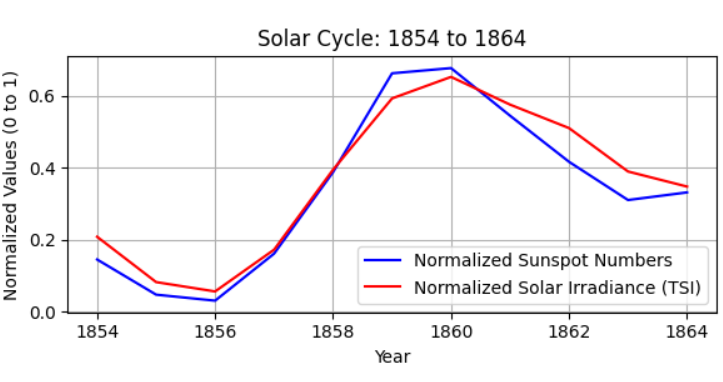 Solar Cycle: 1854 to 1864
Normalized Values (0 to 1)
0.6
0.4
0.2
0.0
Normalized Sunspot Numbers
Normalized Solar Irradiance (TSI)
1854 1856 1858 1860 1862 1864
Year